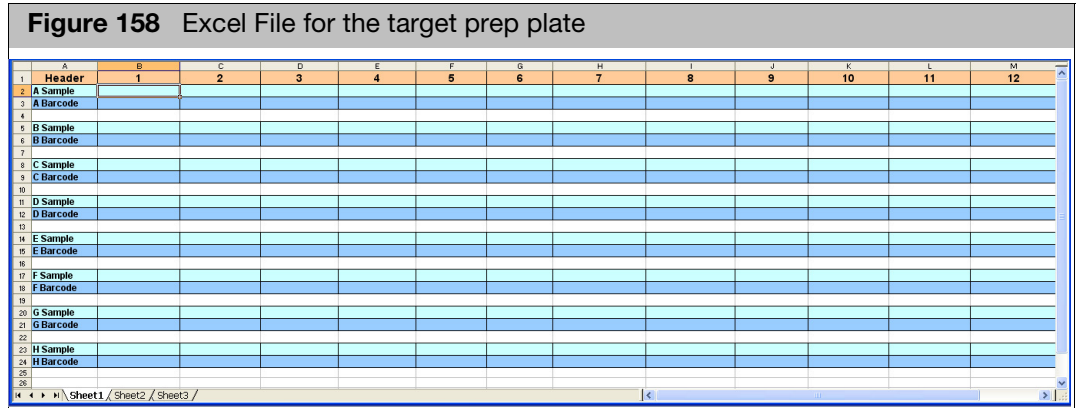 Figure 158 Excel File for the target prep plate
A B C D E F G H I J K L M
1 Header 1 2 3 4 5 6 7 8 9 10 11 12
2 A Sample
3 A Barcode
4
5 B Sample
6 B Barcode
7
8 C Sample
9 C Barcode
10
11 D Sample
12 D Barcode
13
14 E Sample
15 E Barcode
16
17 F Sample
18 F Barcode
19
20 G Sample
21 G Barcode
22
23 H Sample
24 H Barcode
25
26
Sheet1 / Sheet2 / Sheet3 /